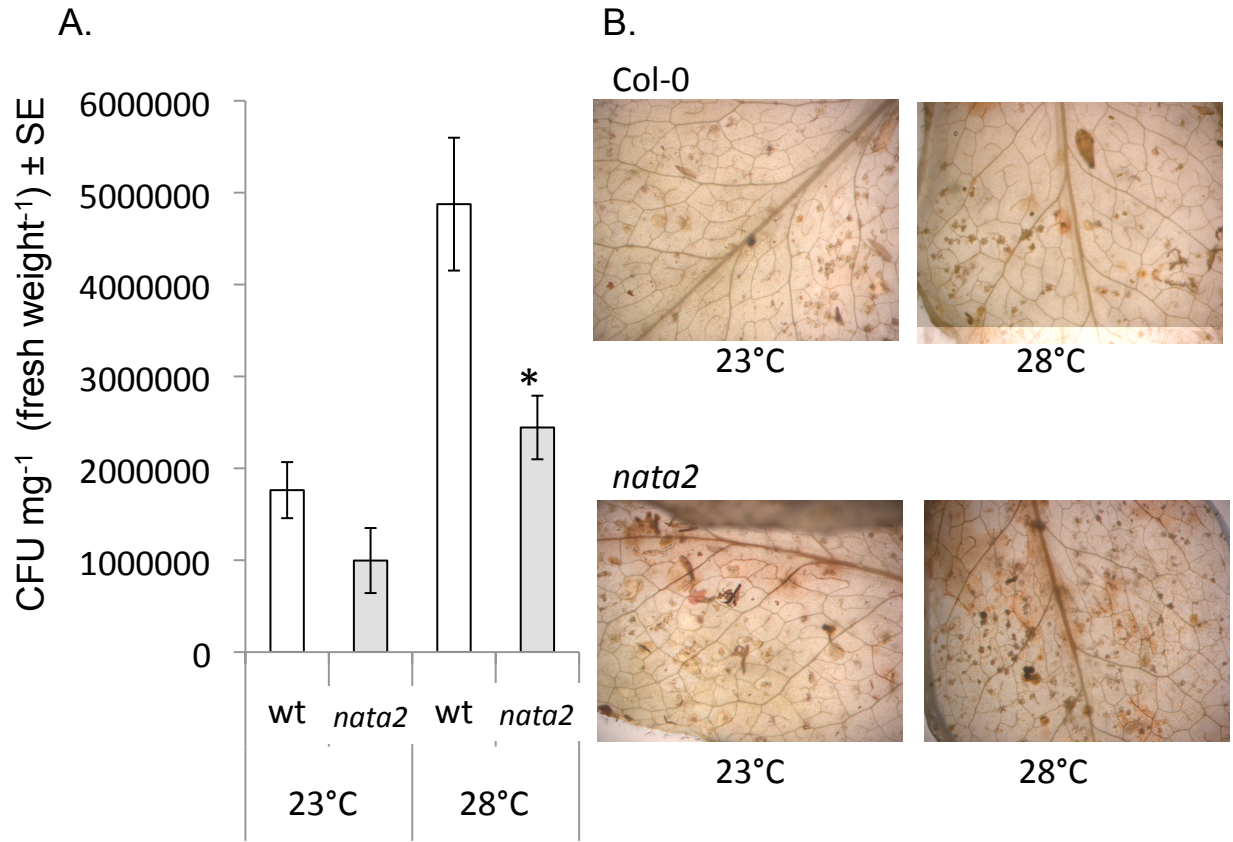 A.
CFU mg⁻¹ (fresh weight⁻¹) ± SE
6000000
5000000
4000000
3000000
2000000
1000000
0
*
wt
nata2
wt
nata2
23°C
28°C
B.
Col-0
23°C
28°C
nata2
23°C
28°C